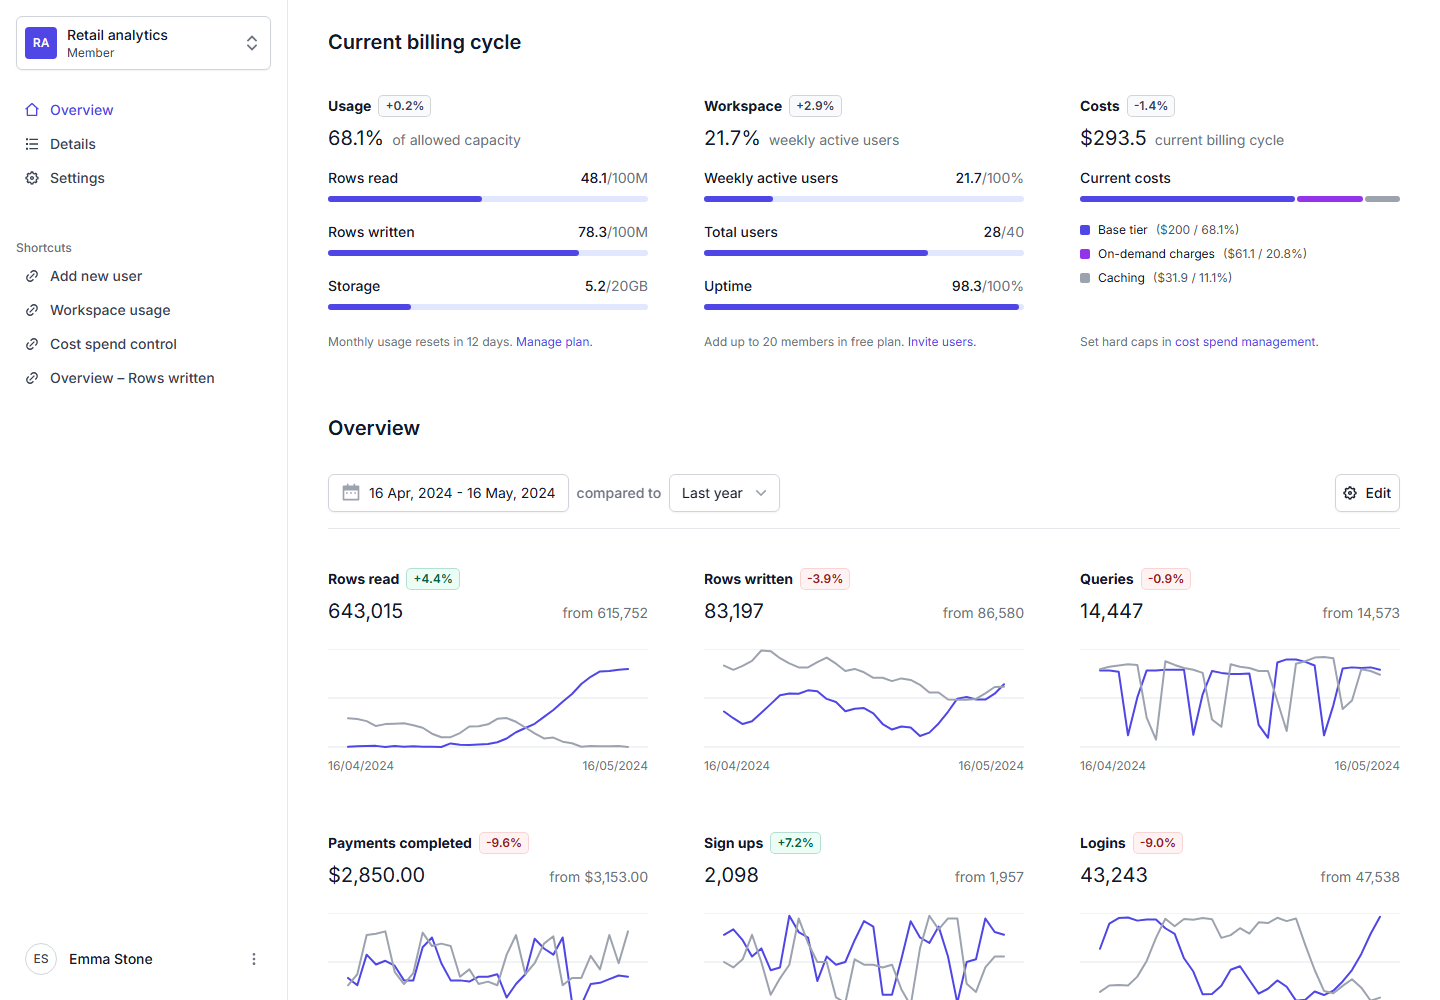 RA
Retail analytics
Member
Overview
Details
Settings
Shortcuts
Add new user
Workspace usage
Cost spend control
Overview – Rows written
ES
Emma Stone
Current billing cycle
Usage +0.2%
68.1% of allowed capacity
Rows read 48.1/100M
Rows written 78.3/100M
Storage 5.2/20GB
Monthly usage resets in 12 days. Manage plan.
Workspace +2.9%
21.7% weekly active users
Weekly active users 21.7/100%
Total users 28/40
Uptime 98.3/100%
Add up to 20 members in free plan. Invite users.
Costs -1.4%
$293.5 current billing cycle
Current costs
Base tier ($200 / 68.1%)
On-demand charges ($61.1 / 20.8%)
Caching ($31.9 / 11.1%)
Set hard caps in cost spend management.
Overview
16 Apr, 2024 - 16 May, 2024 compared to Last year Edit
Rows read +4.4%
643,015 from 615,752
16/04/2024 16/05/2024
Rows written -3.9%
83,197 from 86,580
16/04/2024 16/05/2024
Queries -0.9%
14,447 from 14,573
16/04/2024 16/05/2024
Payments completed -9.6%
$2,850.00 from $3,153.00
Sign ups +7.2%
2,098 from 1,957
Logins -9.0%
43,243 from 47,538